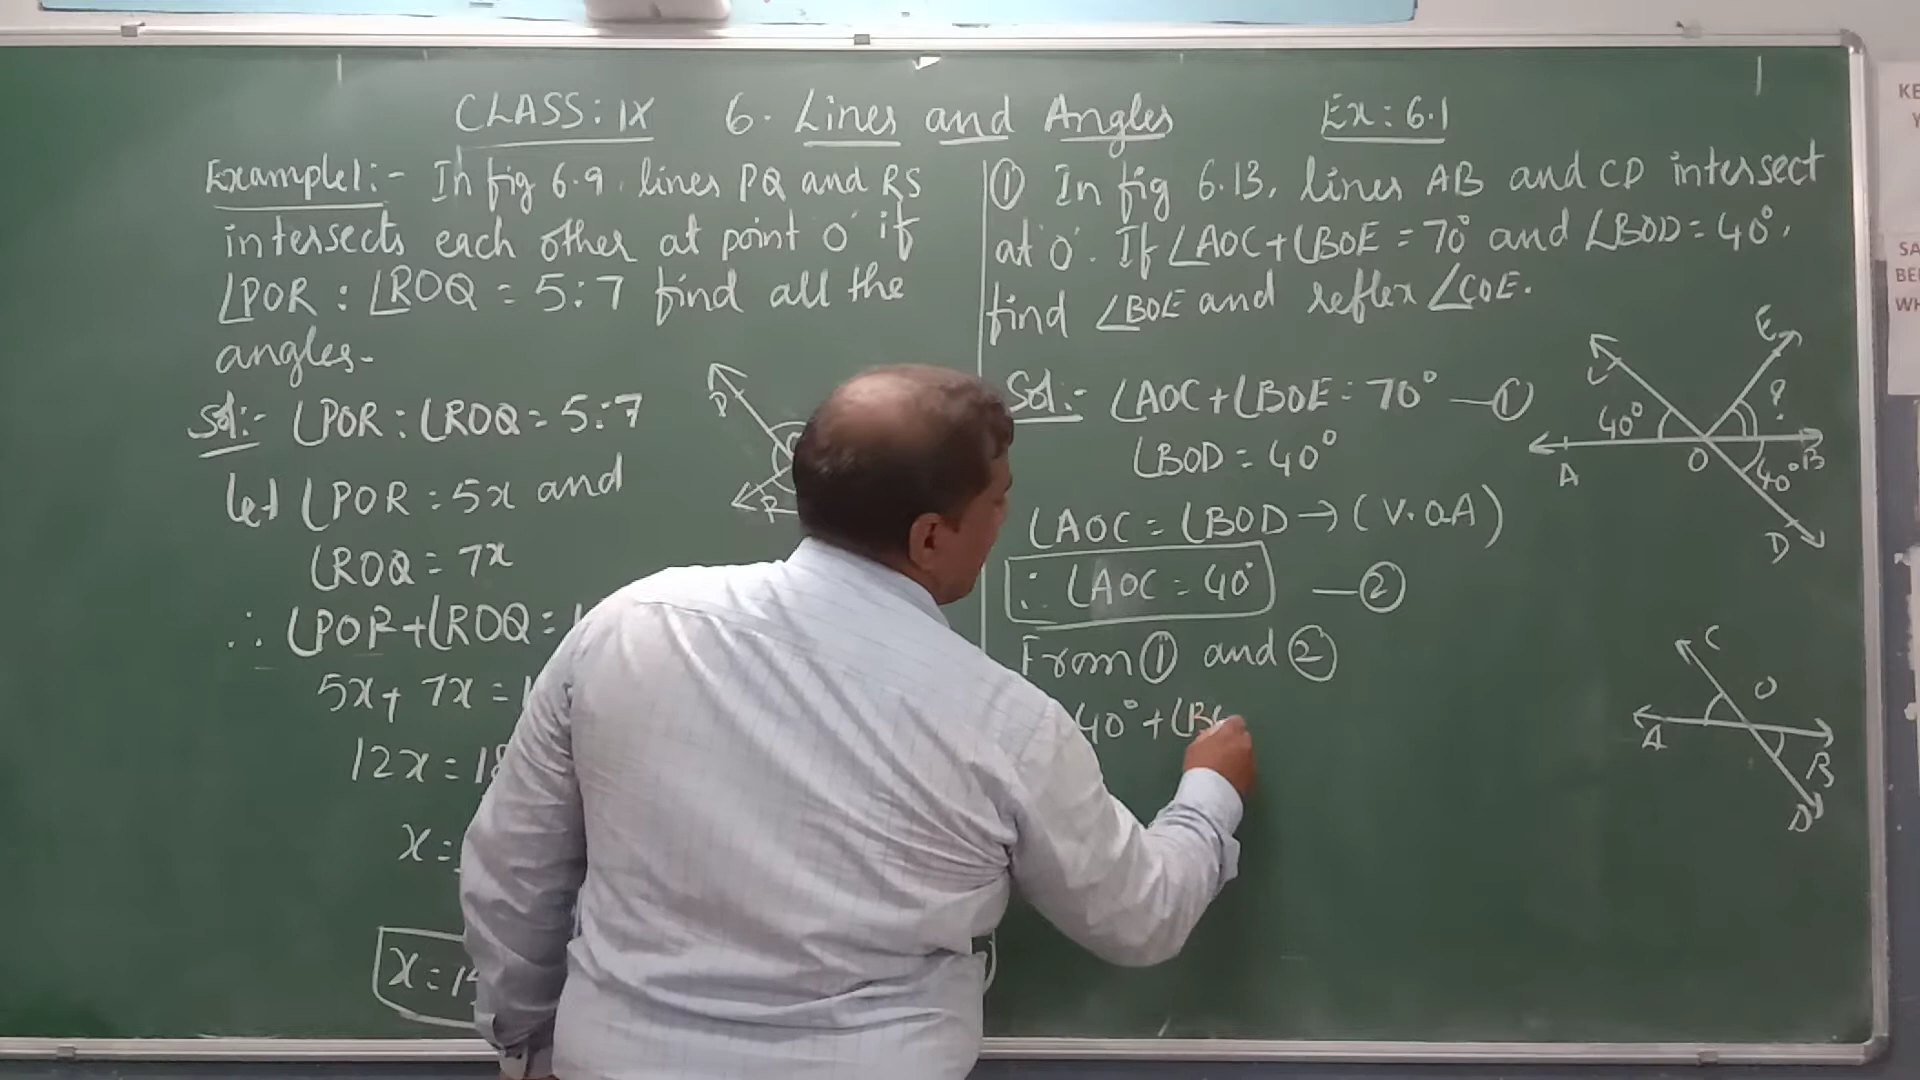 CLASS: IX 6. Lines and Angles Ex: 6.1
Example1:- In fig 6.9, lines PQ and RS
intersects each other at point 'O' if
∠POR : ∠ROQ = 5:7 find all the
angles.
Sol:- ∠POR : ∠ROQ = 5:7
let ∠POR = 5x and
∠ROQ = 7x
∴ ∠POR + ∠ROQ =
5x + 7x =
12x =
x =
x =
P
R
① In fig 6.13, lines AB and CD intersect
at 'O'. If ∠AOC + ∠BOE = 70° and ∠BOD = 40°,
find ∠BOE and reflex ∠COE.
Sol:- ∠AOC + ∠BOE = 70° — ①
∠BOD = 40°
∠AOC = ∠BOD → (V.O.A)
∴ ∠AOC = 40° — ②
From ① and ②
40° + ∠B
E
C
40° ?
A O B
40°
D
C
O
A
B
D
KE
Y
SA
BE
WH